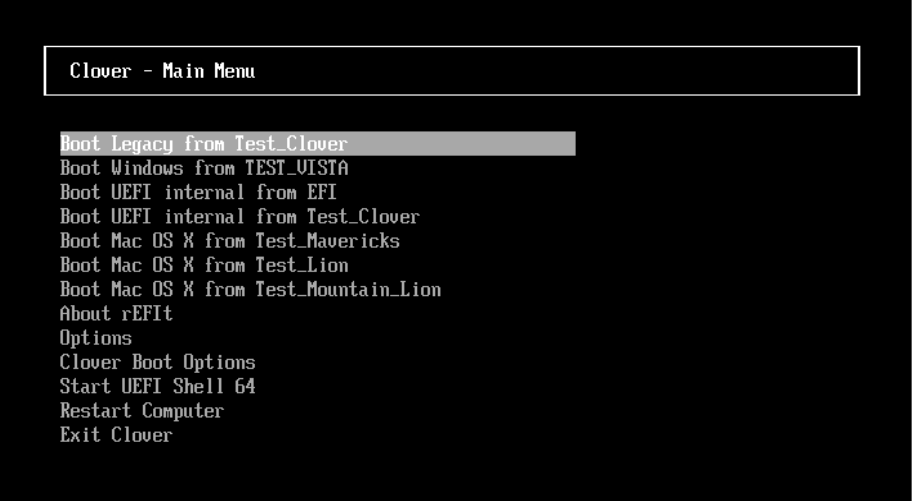 Clover - Main Menu
Boot Legacy from Test_Clover
Boot Windows from TEST_VISTA
Boot UEFI internal from EFI
Boot UEFI internal from Test_Clover
Boot Mac OS X from Test_Mavericks
Boot Mac OS X from Test_Lion
Boot Mac OS X from Test_Mountain_Lion
About rEFIt
Options
Clover Boot Options
Start UEFI Shell 64
Restart Computer
Exit Clover